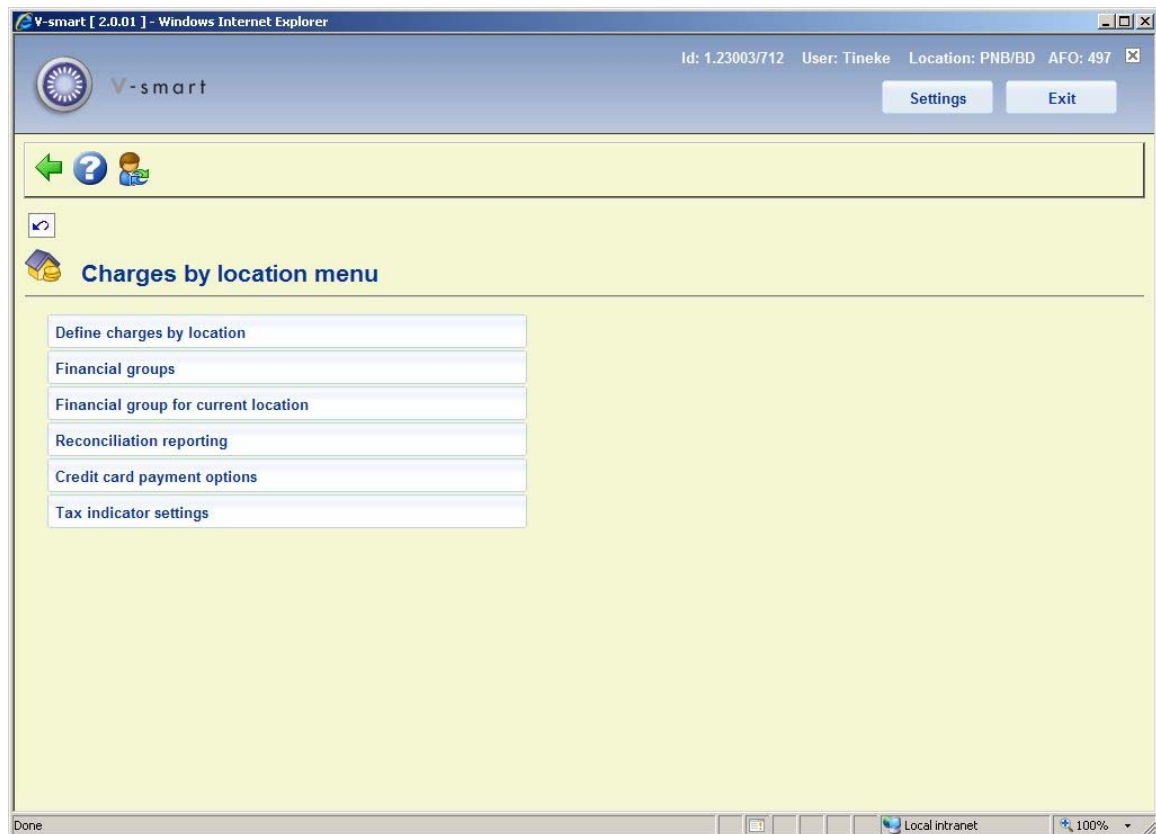 V-smart [ 2.0.01 ] - Windows Internet Explorer
Id: 1.23003/712 User: Tineke Location: PNB/BD AFO: 497
V-smart
Settings Exit
Charges by location menu
Define charges by location
Financial groups
Financial group for current location
Reconciliation reporting
Credit card payment options
Tax indicator settings
Done Local intranet 100%